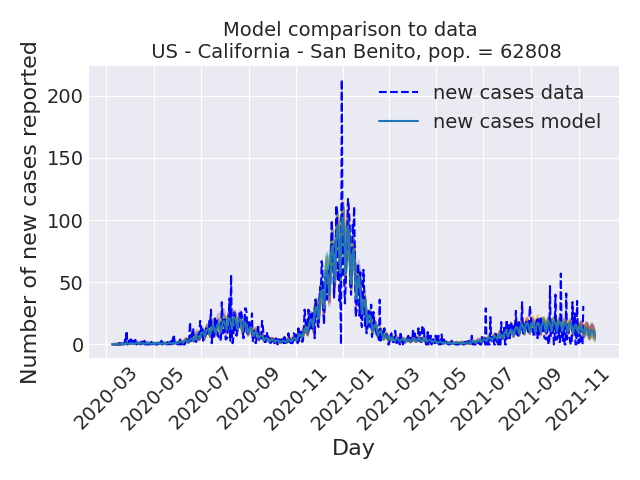 Model comparison to data
US - California - San Benito, pop. = 62808
Number of new cases reported
200
150
100
50
0
new cases data
new cases model
2020-03
2020-05
2020-07
2020-09
2020-11
2021-01
2021-03
2021-05
2021-07
2021-09
2021-11
Day